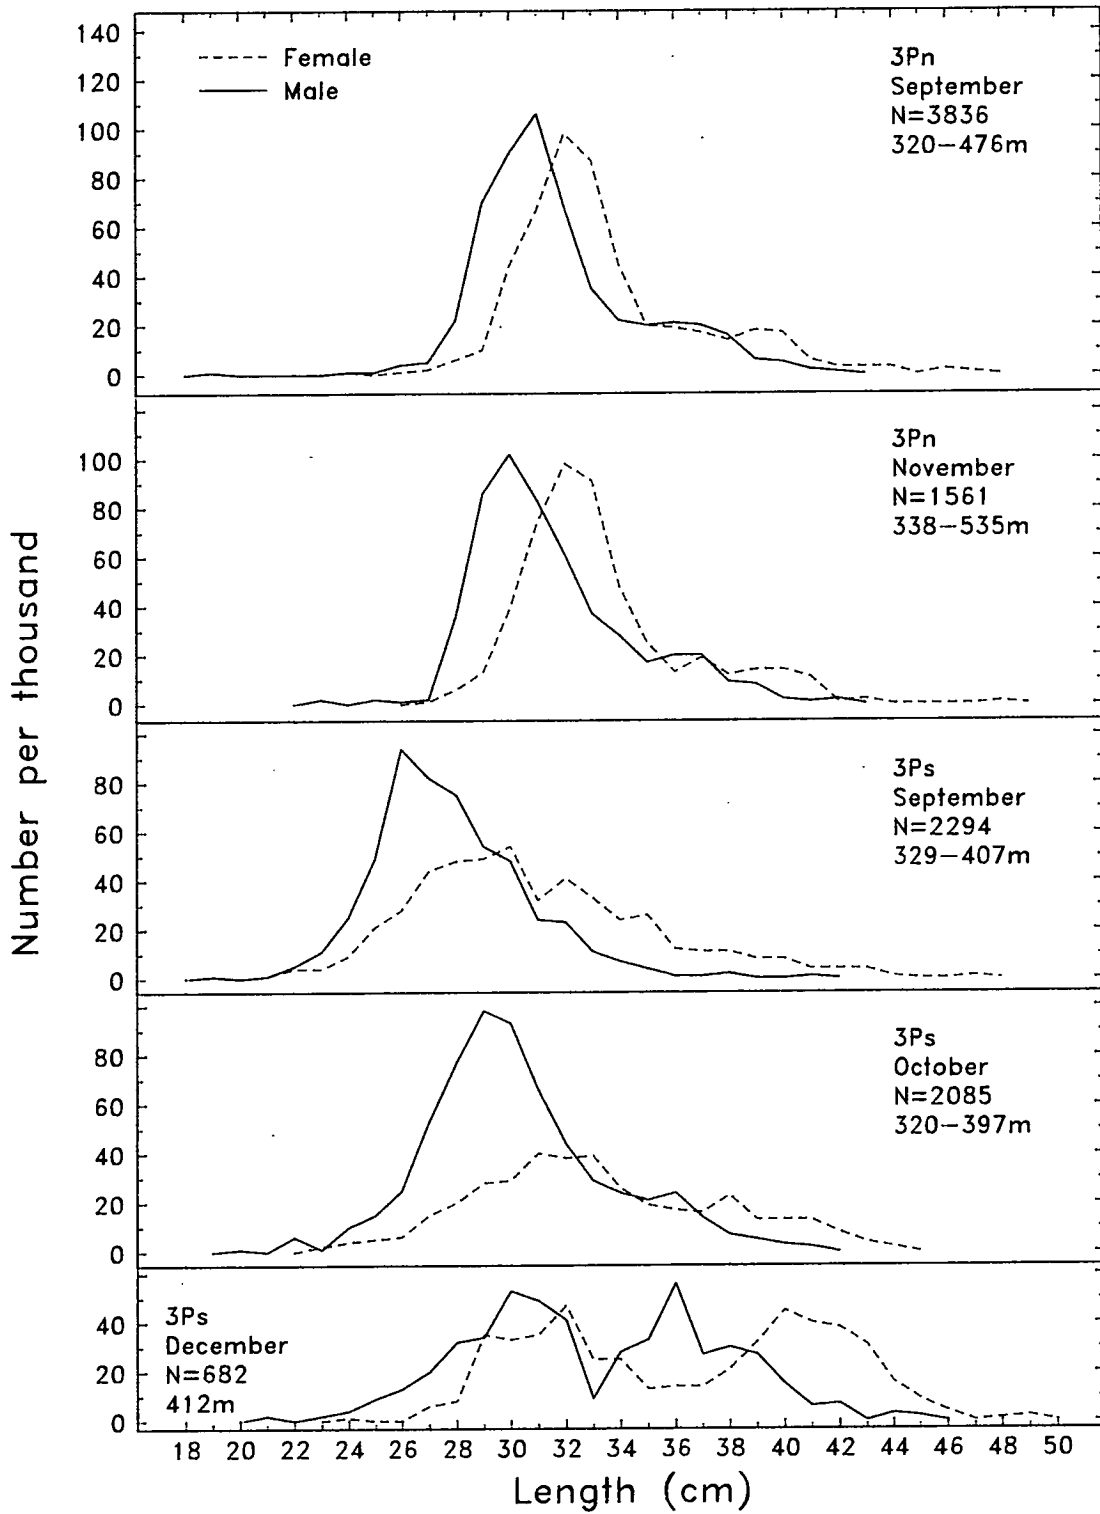 Female
Male
3Pn
September
N=3836
320-476m
140
120
100
80
60
40
20
0
3Pn
November
N=1561
338-535m
100
80
60
40
20
0
3Ps
September
N=2294
329-407m
80
60
40
20
0
3Ps
October
N=2085
320-397m
80
60
40
20
0
3Ps
December
N=682
412m
40
20
0
18 20 22 24 26 28 30 32 34 36 38 40 42 44 46 48 50
Length (cm)
Number per thousand